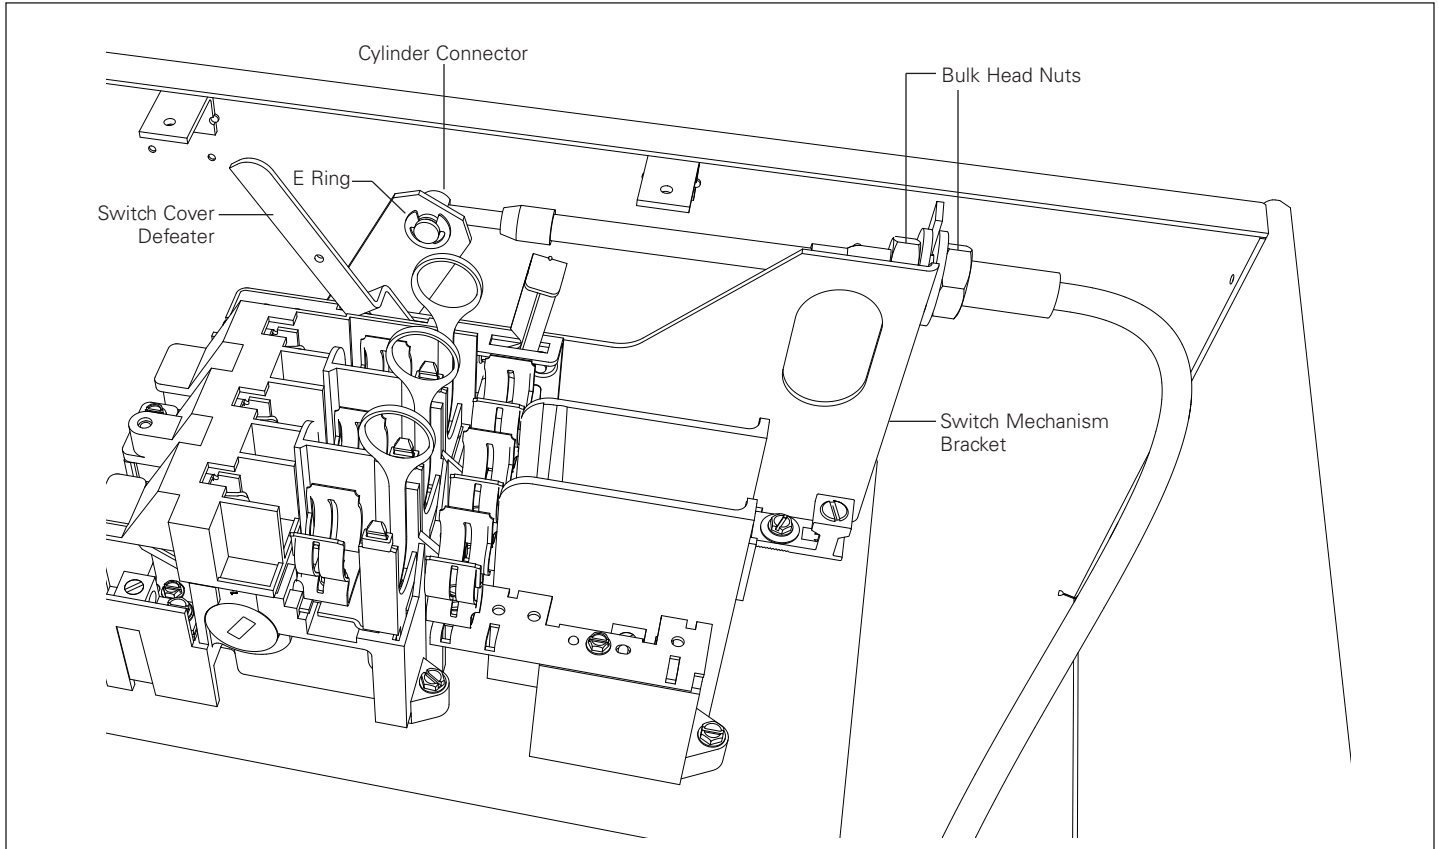 Cylinder Connector
Bulk Head Nuts
E Ring
Switch Cover
Defeater
Switch Mechanism
Bracket